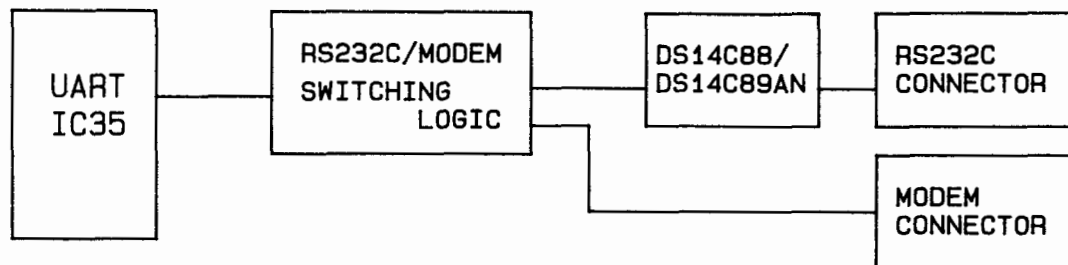 UART
IC35
RS232C/MODEM
SWITCHING
LOGIC
DS14C88/
DS14C89AN
RS232C
CONNECTOR
MODEM
CONNECTOR